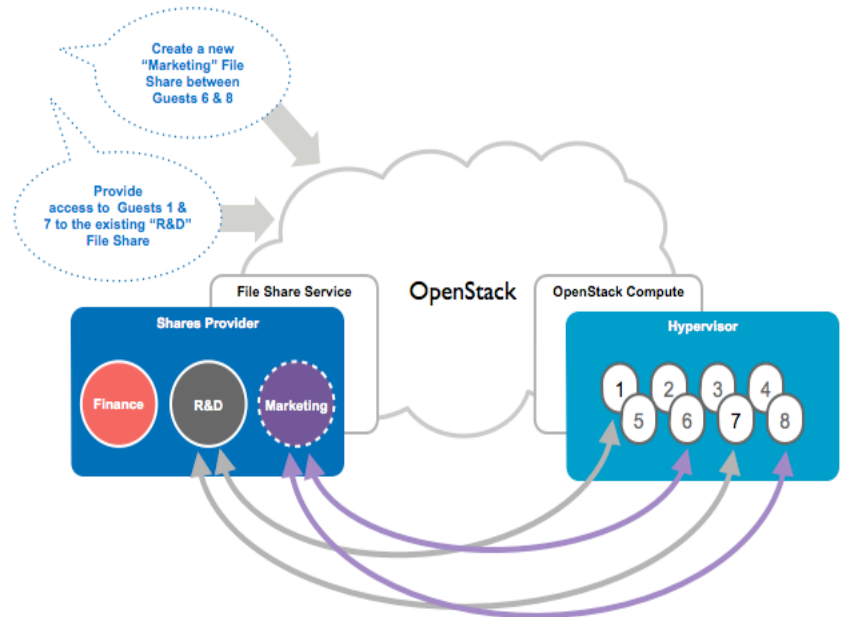 Create a new
“Marketing” File
Share between
Guests 6 & 8
Provide
access to Guests 1 &
7 to the existing “R&D”
File Share
File Share Service
OpenStack
OpenStack Compute
Shares Provider
Hypervisor
Finance
R&D
Marketing
1
2
3
4
5
6
7
8